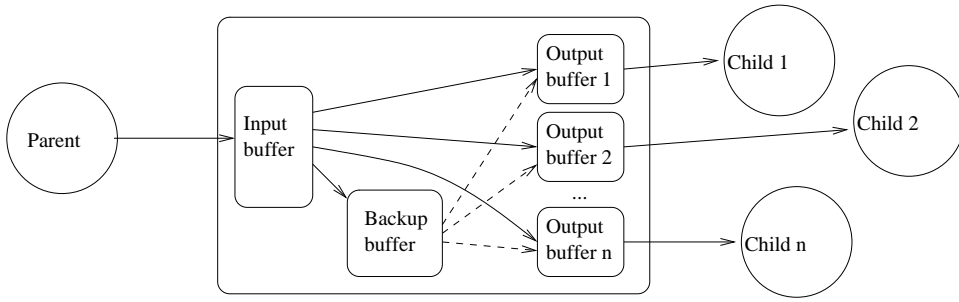 Parent
Input
buffer
Backup
buffer
Output
buffer 1
Output
buffer 2
...
Output
buffer n
Child 1
Child 2
Child n